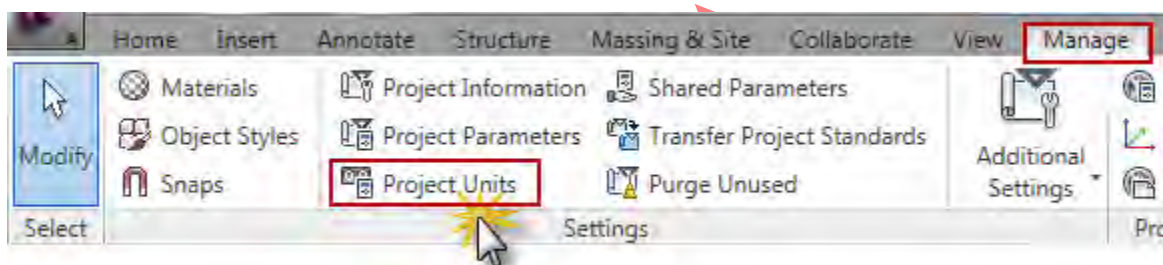 Home Insert Annotate Structure Massing & Site Collaborate View Manage
Modify
Materials Project Information Shared Parameters
Object Styles Project Parameters Transfer Project Standards
Snaps Project Units Purge Unused
Additional
Settings
Select Settings